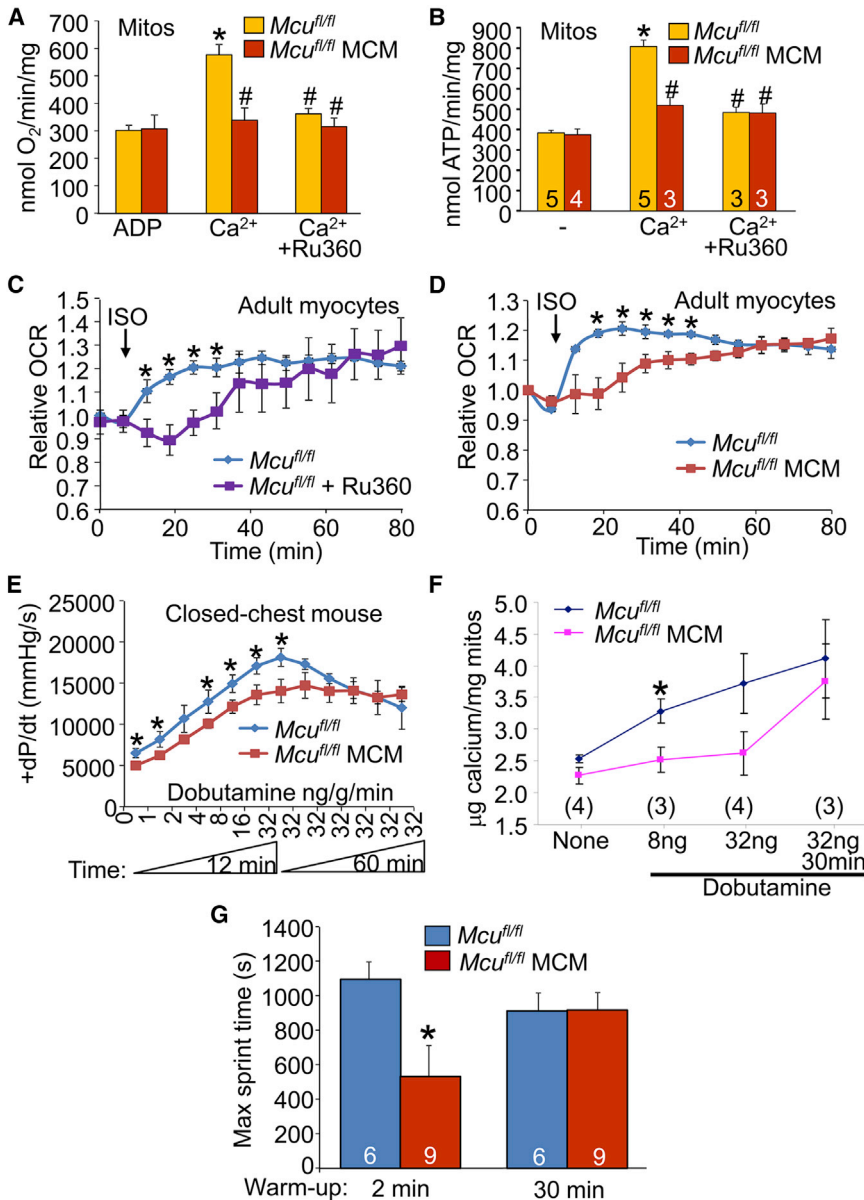 A
Mitos
Mcu^fl/fl
Mcu^fl/fl MCM
nmol O₂/min/mg
700
600
500
400
300
200
100
0
*
#
#
#
ADP
Ca²⁺
Ca²⁺
+Ru360
B
Mitos
Mcu^fl/fl
Mcu^fl/fl MCM
nmol ATP/min/mg
900
800
700
600
500
400
300
200
100
0
*
#
#
#
5
4
5
3
3
3
-
Ca²⁺
Ca²⁺
+Ru360
C
ISO
Adult myocytes
Relative OCR
1.5
1.4
1.3
1.2
1.1
1.0
0.9
0.8
0.7
0.6
* * * *
Mcu^fl/fl
Mcu^fl/fl + Ru360
0 20 40 60 80
Time (min)
D
ISO
Adult myocytes
Relative OCR
1.3
1.2
1.1
1.0
0.9
0.8
0.7
0.6
* * * * *
Mcu^fl/fl
Mcu^fl/fl MCM
0 20 40 60 80
Time (min)
E
Closed-chest mouse
+dP/dt (mmHg/s)
25000
20000
15000
10000
5000
0
* * * * * *
Mcu^fl/fl
Mcu^fl/fl MCM
Dobutamine ng/g/min
0 1 2 4 8 16 32 32 32 32 32 32 32
Time:
12 min
60 min
F
Mcu^fl/fl
Mcu^fl/fl MCM
µg calcium/mg mitos
5.0
4.5
4.0
3.5
3.0
2.5
2.0
1.5
*
(4) (3) (4) (3)
None 8ng 32ng 32ng
30min
Dobutamine
G
Mcu^fl/fl
Mcu^fl/fl MCM
Max sprint time (s)
1400
1200
1000
800
600
400
200
0
*
6 9 6 9
Warm-up: 2 min 30 min